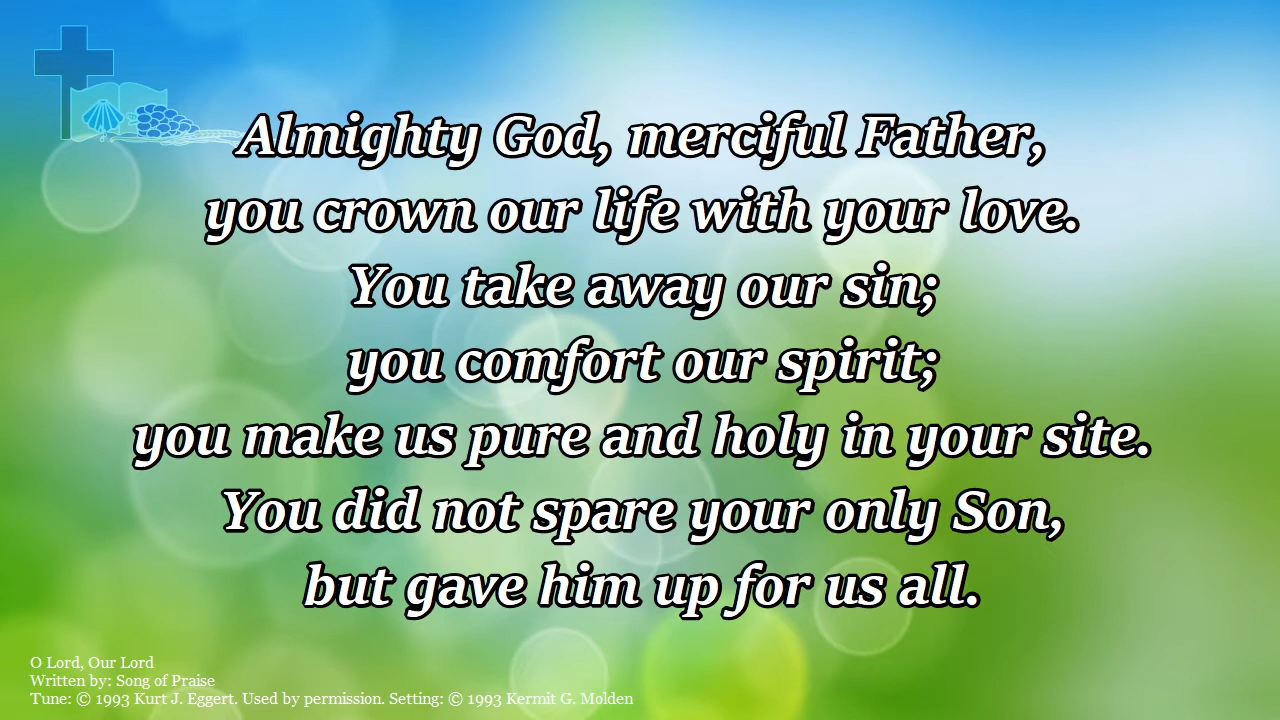 Almighty God, merciful Father,
you crown our life with your love.
You take away our sin;
you comfort our spirit;
you make us pure and holy in your site.
You did not spare your only Son,
but gave him up for us all.
O Lord, Our Lord
Written by: Song of Praise
Tune: © 1993 Kurt J. Eggert. Used by permission. Setting: © 1993 Kermit G. Molden